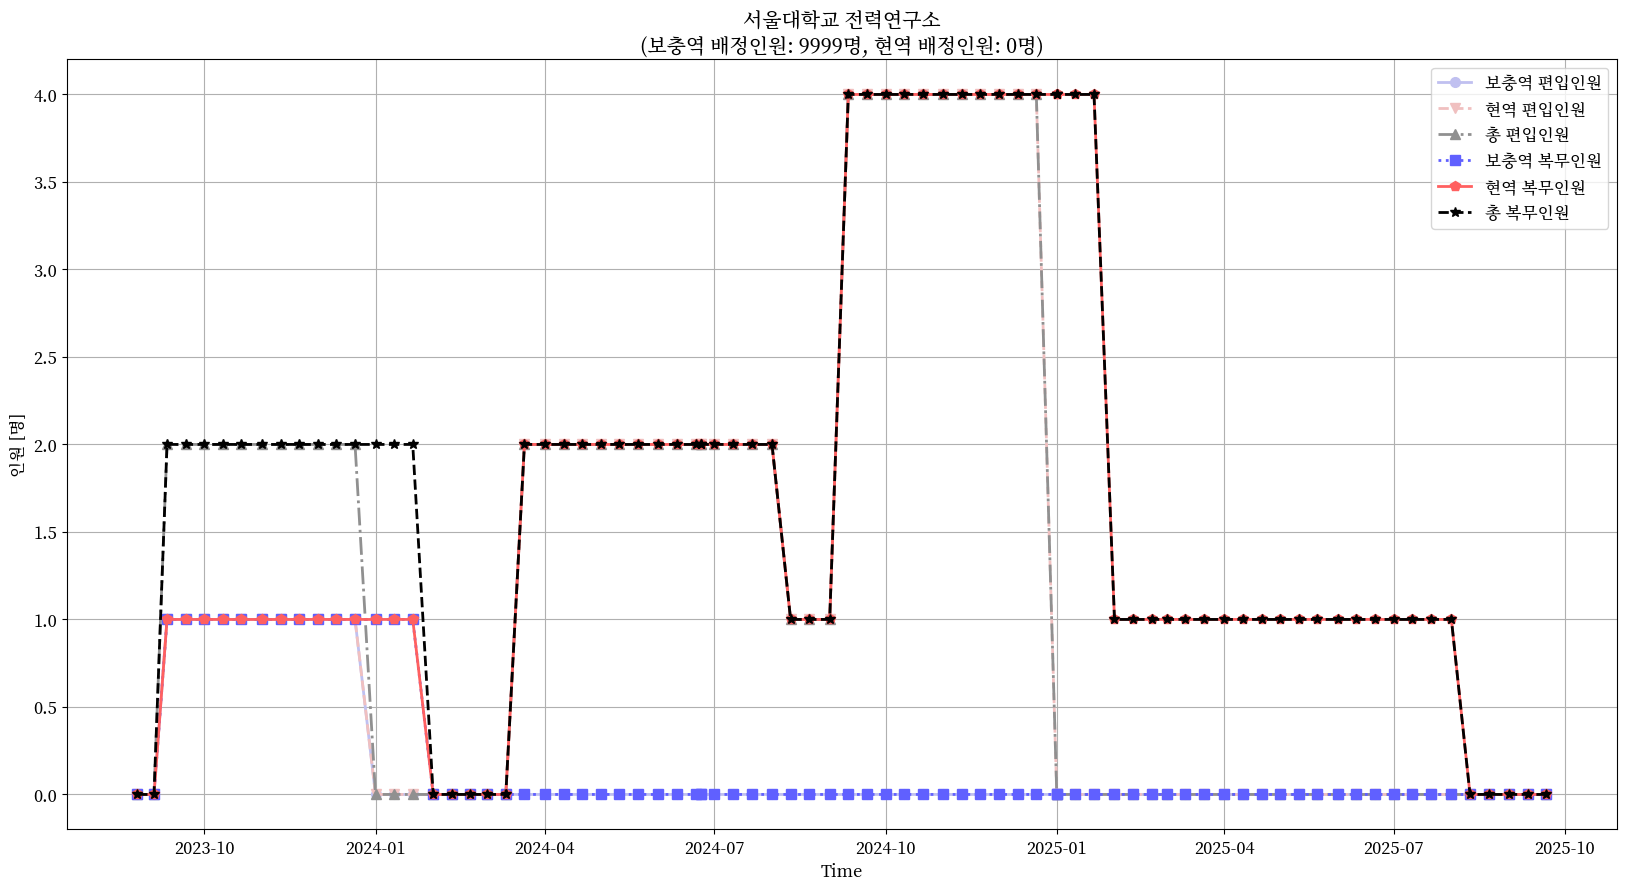 서울대학교 전력연구소
(보충역 배정인원: 9999명, 현역 배정인원: 0명)
보충역 편입인원
현역 편입인원
총 편입인원
보충역 복무인원
현역 복무인원
총 복무인원
인원 [명]
4.0
3.5
3.0
2.5
2.0
1.5
1.0
0.5
0.0
2023-10
2024-01
2024-04
2024-07
2024-10
2025-01
2025-04
2025-07
2025-10
Time